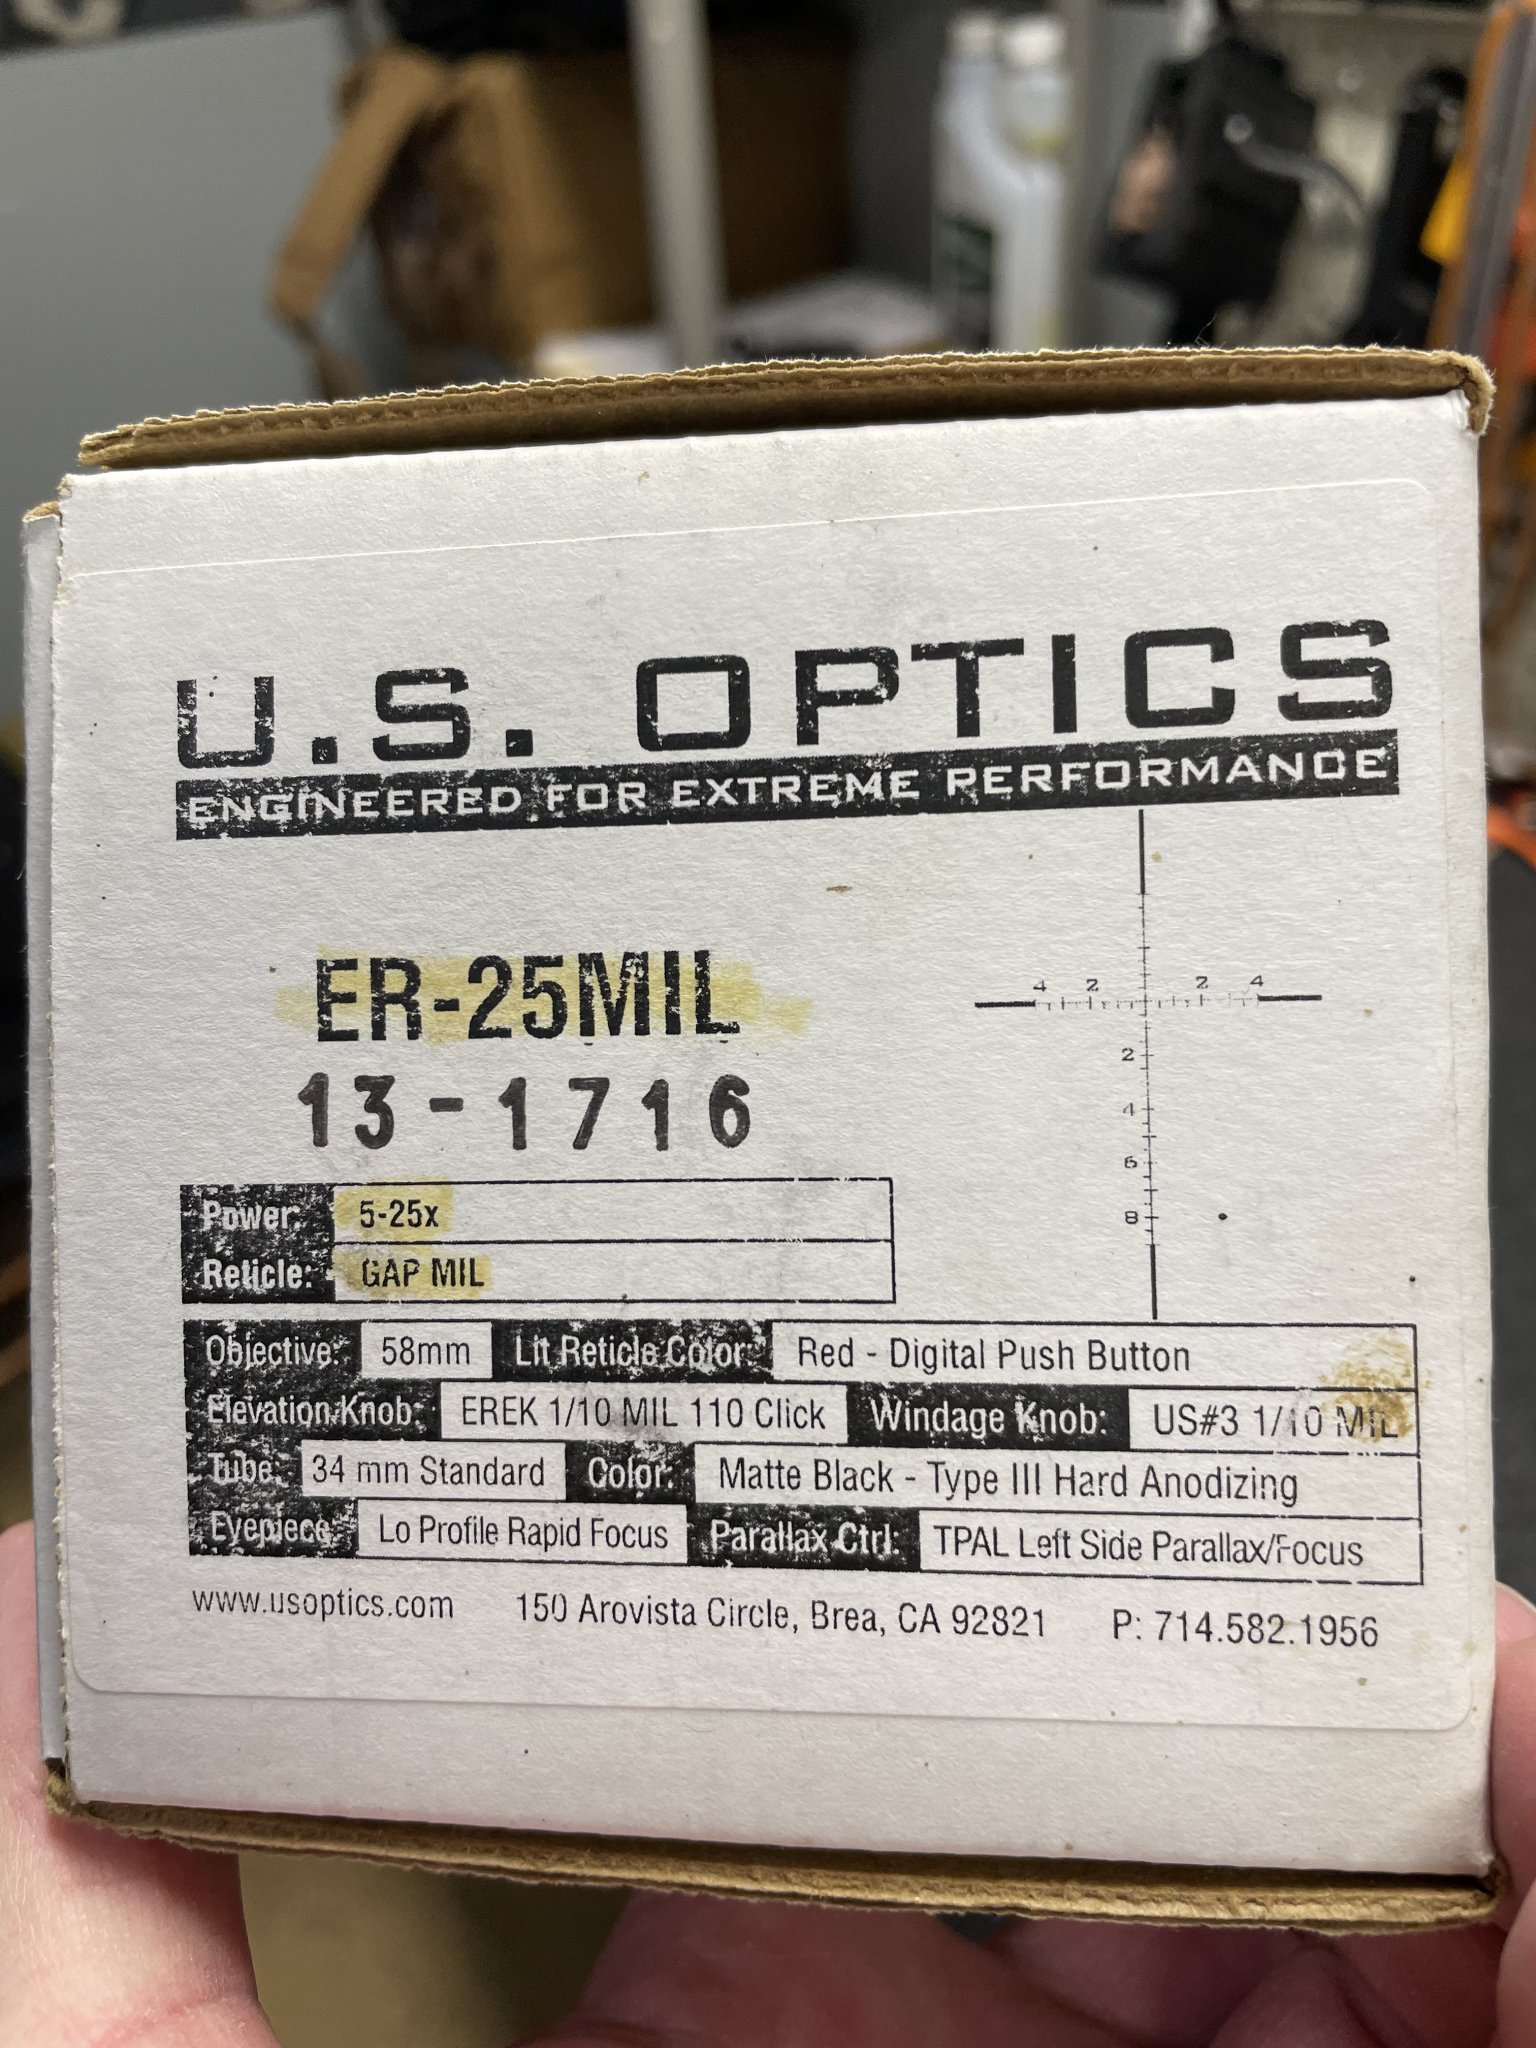 U.S. OPTICS
ENGINEERED FOR EXTREME PERFORMANCE
ER-25MIL
13-1716
4 2 2 4
2
4
6
8
Power: 5-25x
Reticle: GAP MIL
Objective: 58mm Lit Reticle Color: Red - Digital Push Button
Elevation Knob: EREK 1/10 MIL 110 Click Windage Knob: US#3 1/10 MIL
Tube: 34 mm Standard Color: Matte Black - Type III Hard Anodizing
Eyepiece: Lo Profile Rapid Focus Parallax Ctrl: TPAL Left Side Parallax/Focus
www.usoptics.com 150 Arovista Circle, Brea, CA 92821 P: 714.582.1956